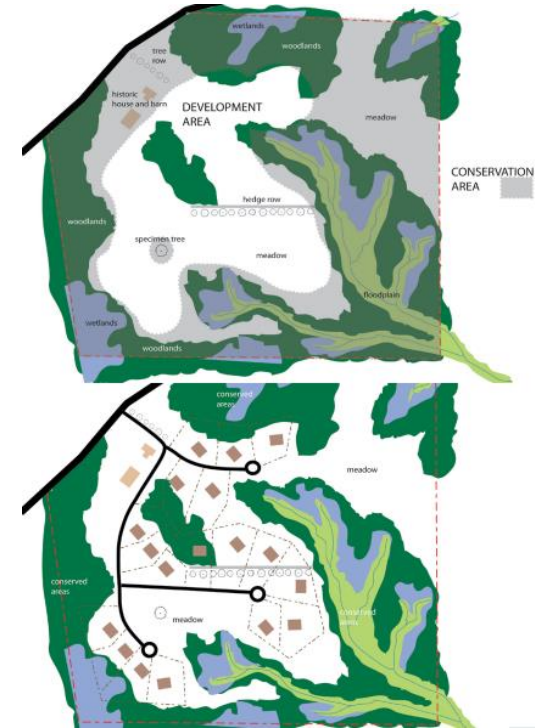 wetlands
woodlands
tree
row
historic
house and barn
DEVELOPMENT
AREA
meadow
CONSERVATION
AREA
hedge row
woodlands
specimen tree
meadow
floodplain
wetlands
woodlands
conserved
areas
meadow
conserved
areas
meadow
conserved
areas